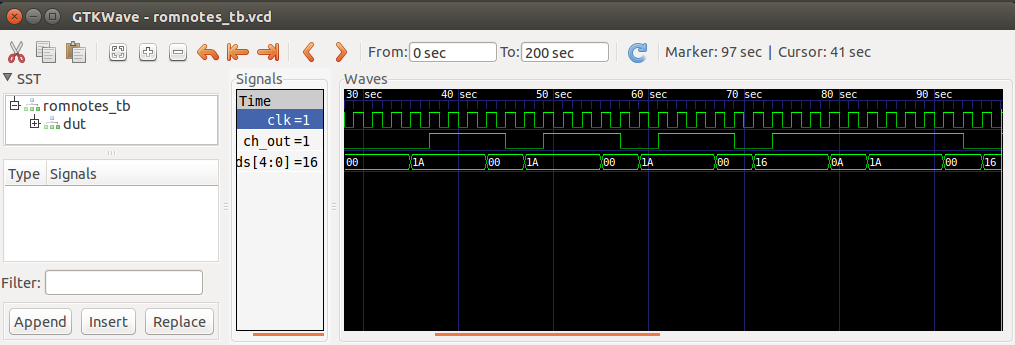 GTKWave - romnotes_tb.vcd
From: 0 sec To: 200 sec Marker: 97 sec | Cursor: 41 sec
SST
romnotes_tb
dut
Type Signals
Filter:
Append Insert Replace
Signals
Time
clk=1
ch_out=1
ds[4:0]=16
Waves
30 sec 40 sec 50 sec 60 sec 70 sec 80 sec 90 sec
00 1A 00 1A 00 1A 00 16 0A 1A 00 16